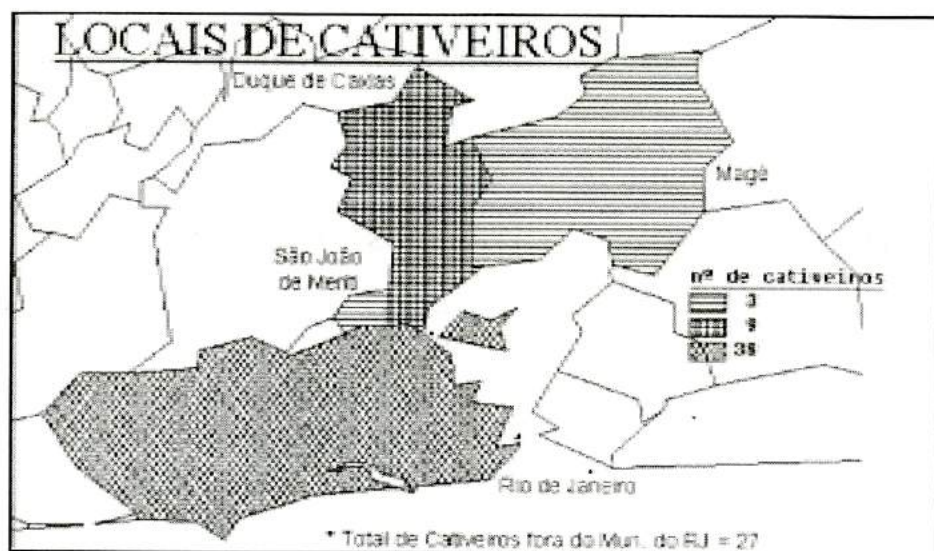 LOCAIS DE CATIVEIROS
Duque de Caxias
Magé
São João
de Meriti
nº de cativeiros
3
9
Rio de Janeiro
* Total de Cativeiros fora do Mun. do RJ = 27